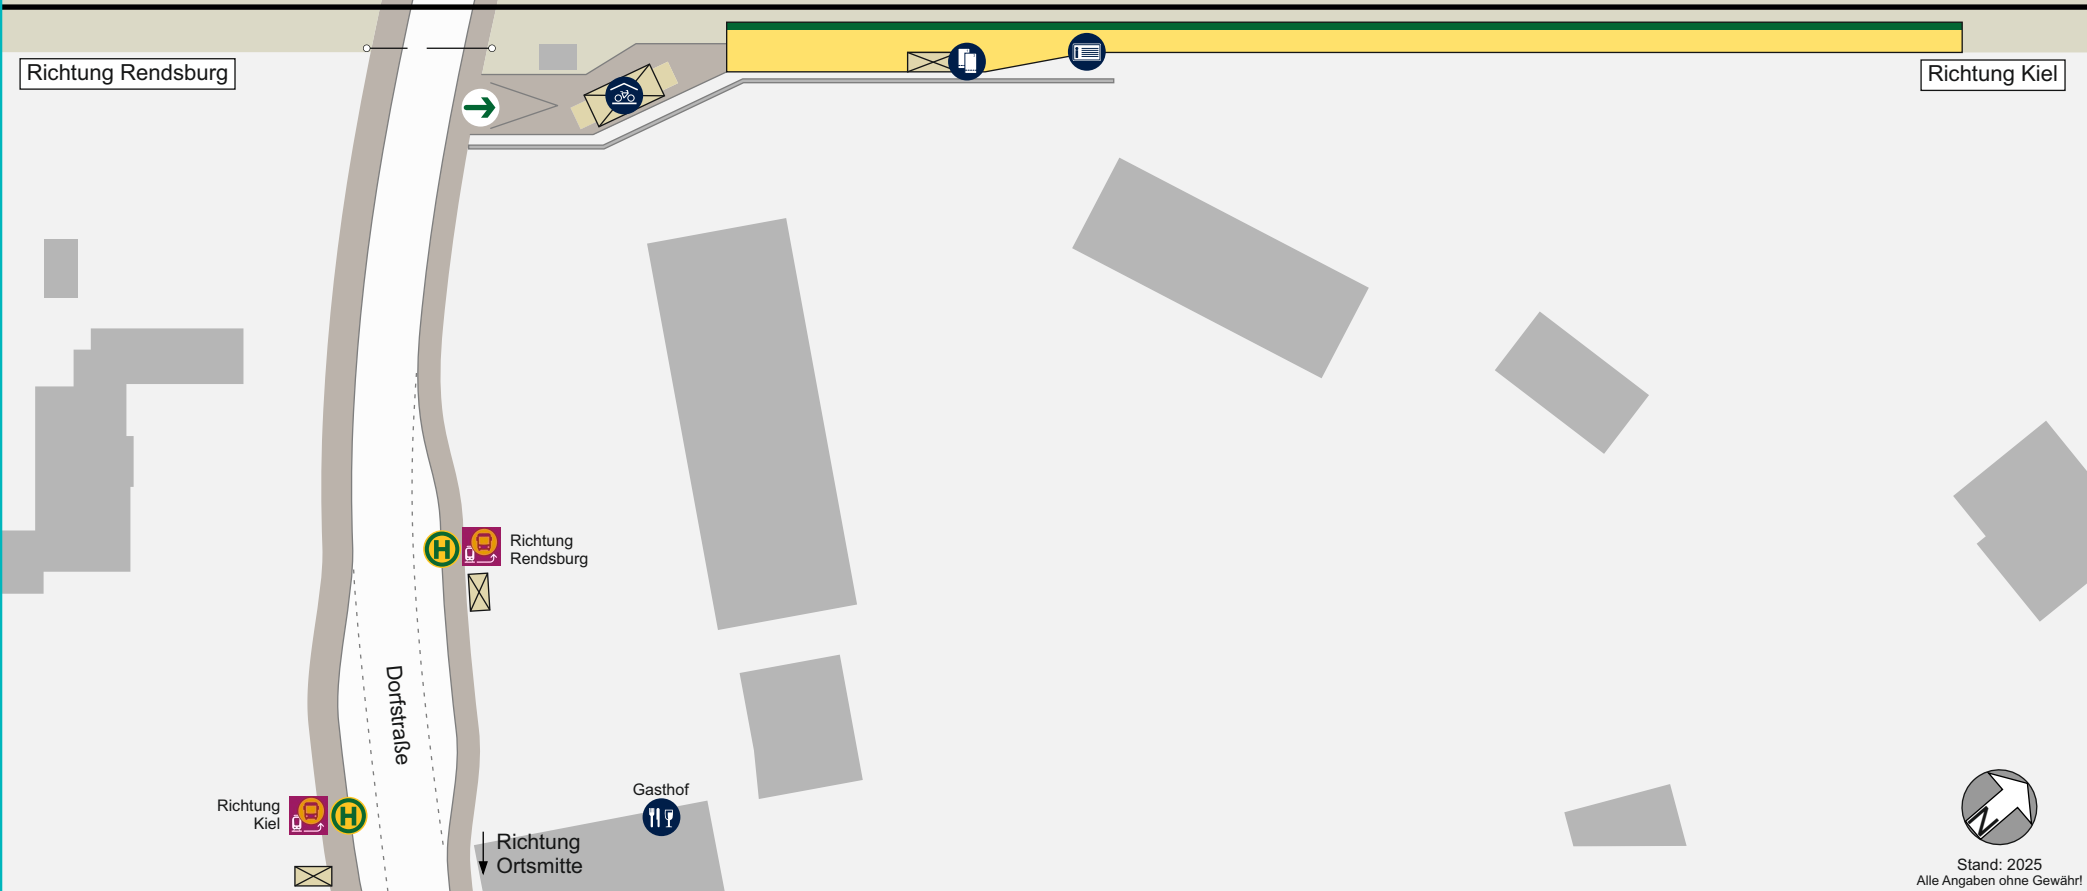 Richtung Rendsburg
Richtung Kiel
H
Richtung
Rendsburg
Dorfstraße
Richtung
Kiel
H
Gasthof
Richtung
Ortsmitte
N
Stand: 2025
Alle Angaben ohne Gewähr!